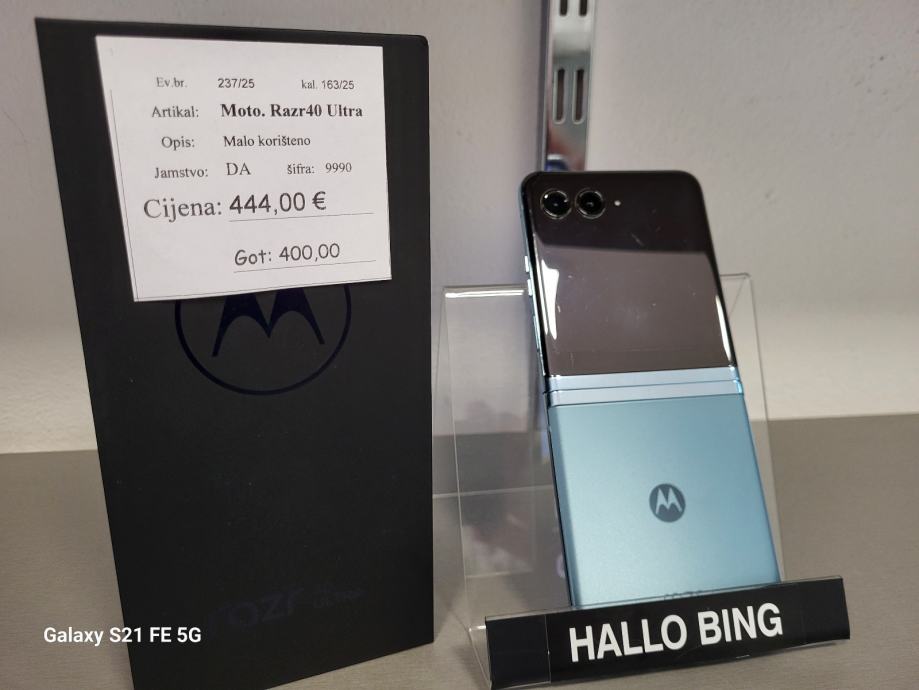 Ev.br. 237/25 kal. 163/25
Artikal: Moto. Razr40 Ultra
Opis: Malo korišteno
Jamstvo: DA šifra: 9990
Cijena: 444,00 €
Got: 400,00
razr
HALLO BING
Galaxy S21 FE 5G